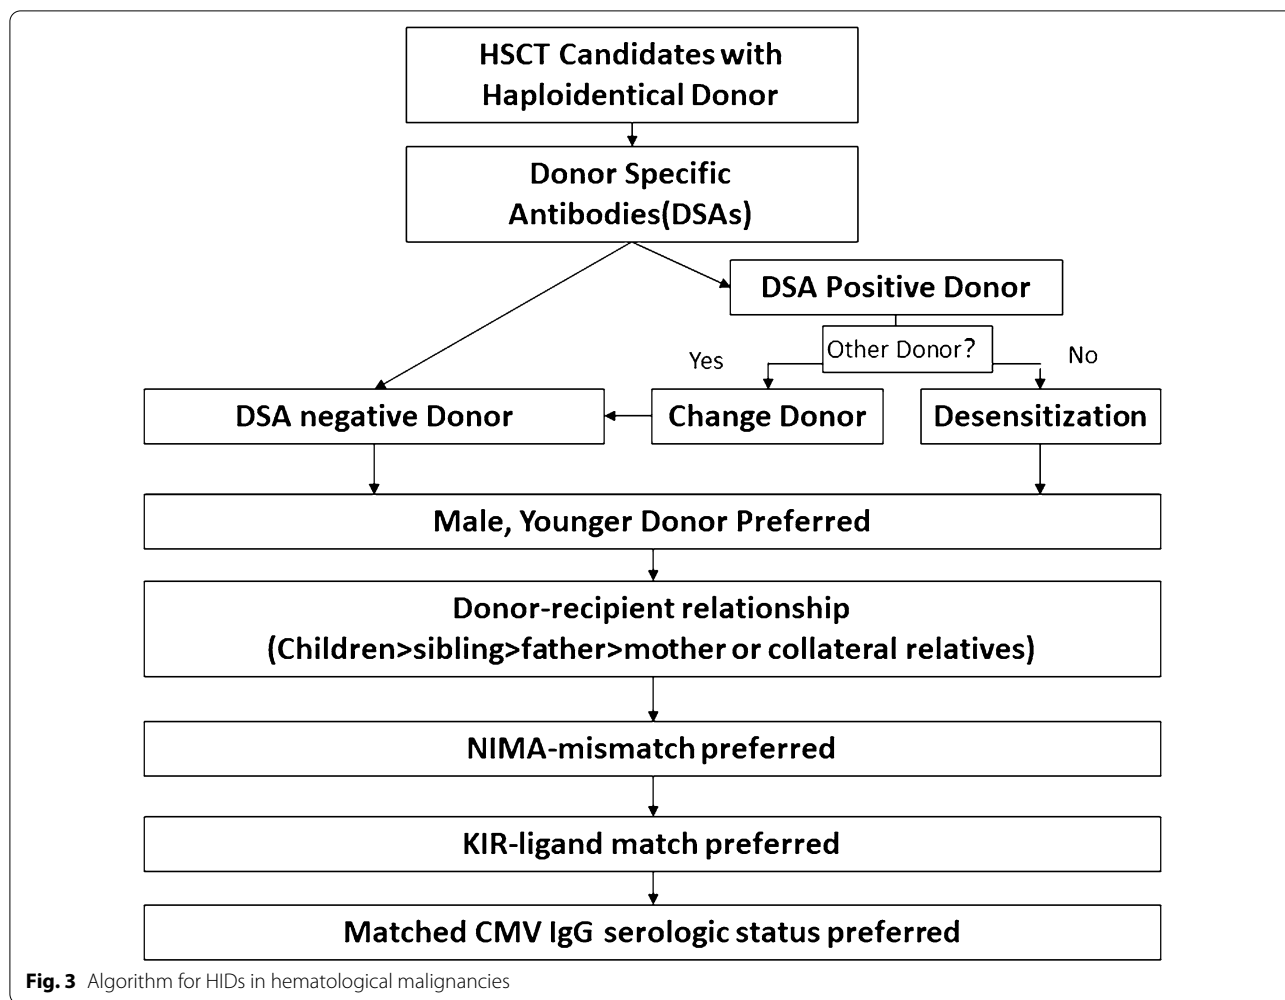 HSCT Candidates with
Haploidentical Donor
Donor Specific
Antibodies(DSAs)
DSA Positive Donor
Other Donor?
Yes
No
DSA negative Donor
Change Donor
Desensitization
Male, Younger Donor Preferred
Donor-recipient relationship
(Children>sibling>father>mother or collateral relatives)
NIMA-mismatch preferred
KIR-ligand match preferred
Matched CMV IgG serologic status preferred
Fig. 3 Algorithm for HIDs in hematological malignancies